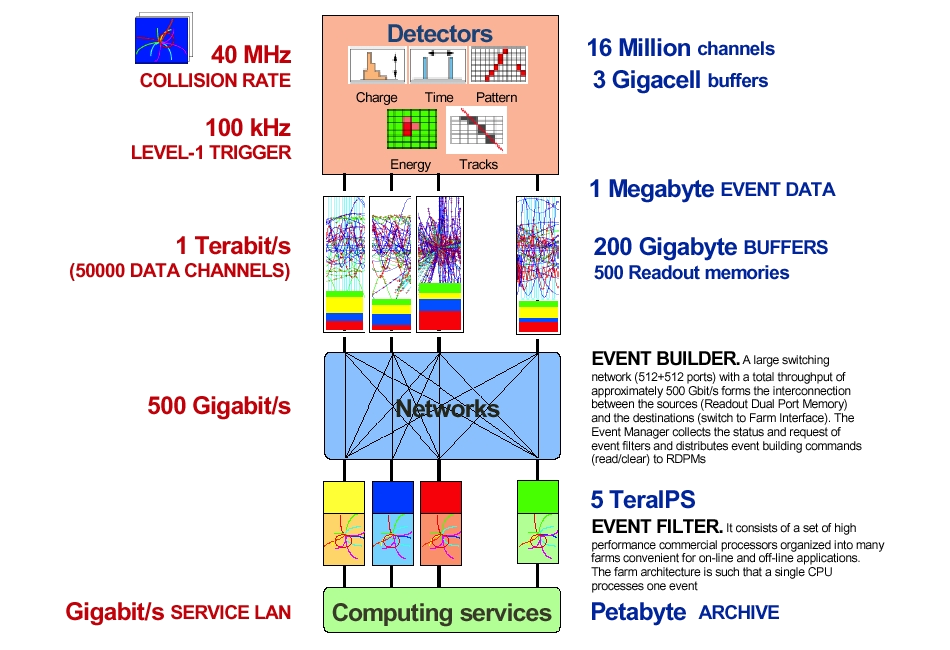 Detectors
40 MHz
COLLISION RATE
16 Million channels
3 Gigacell buffers
Charge Time Pattern
100 kHz
LEVEL-1 TRIGGER
Energy Tracks
1 Megabyte EVENT DATA
1 Terabit/s
(50000 DATA CHANNELS)
200 Gigabyte BUFFERS
500 Readout memories
500 Gigabit/s
Networks
EVENT BUILDER. A large switching
network (512+512 ports) with a total throughput of
approximately 500 Gbit/s forms the interconnection
between the sources (Readout Dual Port Memory)
and the destinations (switch to Farm Interface). The
Event Manager collects the status and request of
event filters and distributes event building commands
(read/clear) to RDPMs
5 TeraIPS
EVENT FILTER. It consists of a set of high
performance commercial processors organized into many
farms convenient for on-line and off-line applications.
The farm architecture is such that a single CPU
processes one event
Gigabit/s SERVICE LAN
Computing services
Petabyte ARCHIVE